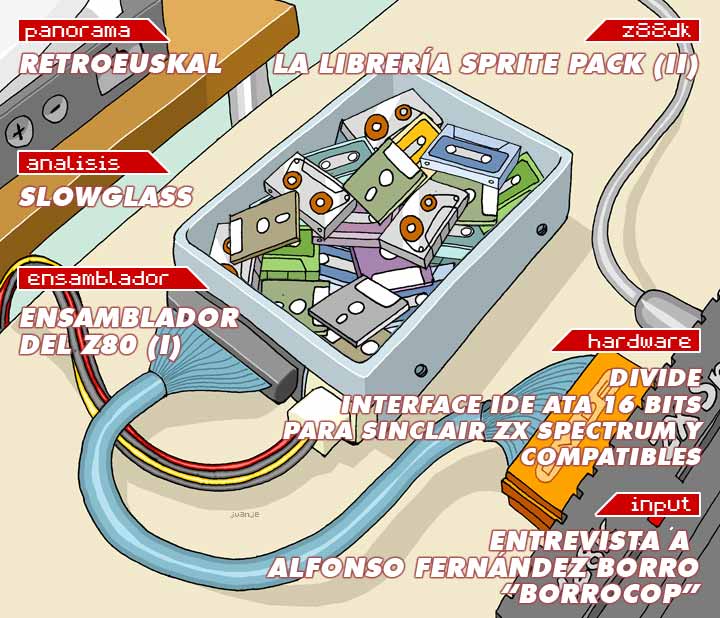 panorama
RETROEUSKAL
z88dk
LA LIBRERÍA SPRITE PACK (II)
analisis
SLOWGLASS
ensamblador
ENSAMBLADOR
DEL Z80 (I)
hardware
DIVIDE
INTERFACE IDE ATA 16 BITS
PARA SINCLAIR ZX SPECTRUM Y
COMPATIBLES
input
ENTREVISTA A
ALFONSO FERNÁNDEZ BORRO
"BORROCOP"
juanje